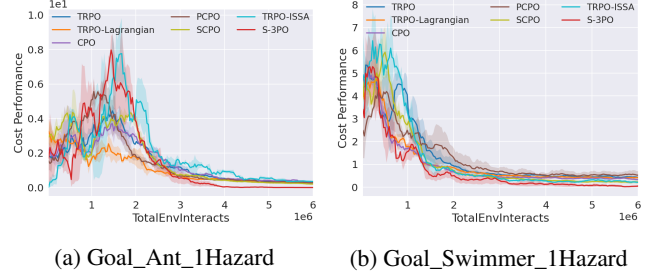 1e1
TRPO
TRPO-Lagrangian
CPO
PCPO
SCPO
TRPO-ISSA
S-3PO
Cost Performance
1.0
0.8
0.6
0.4
0.2
0.0
1 2 3 4 5 6
TotalEnvInteracts
1e6
(a) Goal_Ant_1Hazard
TRPO
TRPO-Lagrangian
CPO
PCPO
SCPO
TRPO-ISSA
S-3PO
Cost Performance
8
7
6
5
4
3
2
1
0
1 2 3 4 5 6
TotalEnvInteracts
1e6
(b) Goal_Swimmer_1Hazard